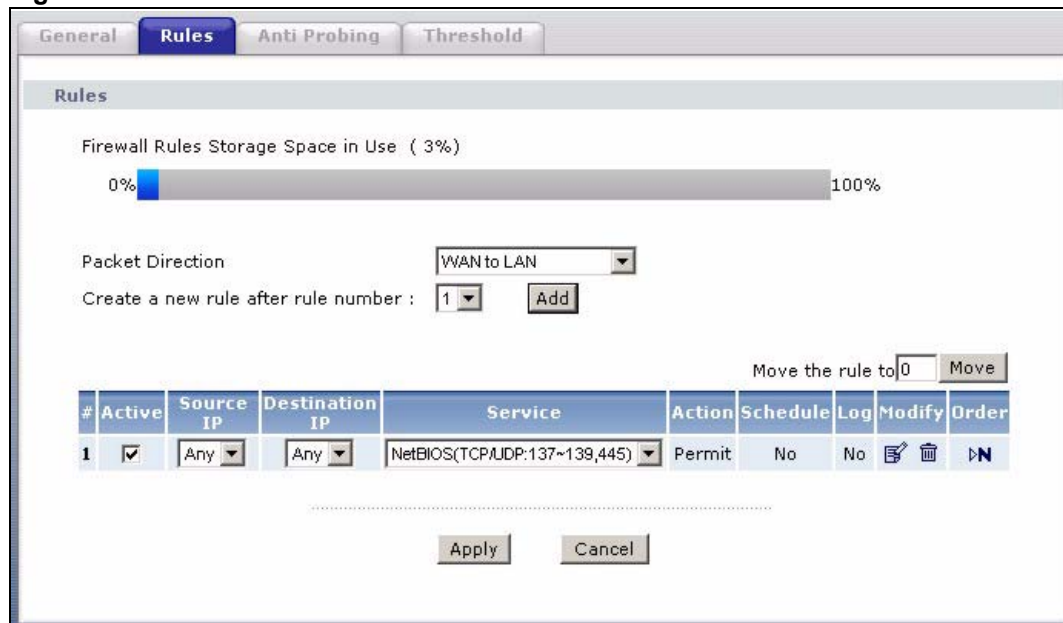 General Rules Anti Probing Threshold
Rules
Firewall Rules Storage Space in Use ( 3%)
0% 100%
Packet Direction WAN to LAN
Create a new rule after rule number : 1 Add
Move the rule to 0 Move
# Active Source IP Destination IP Service Action Schedule Log Modify Order
1 Any Any NetBIOS(TCP/UDP:137~139,445) Permit No No N
Apply Cancel